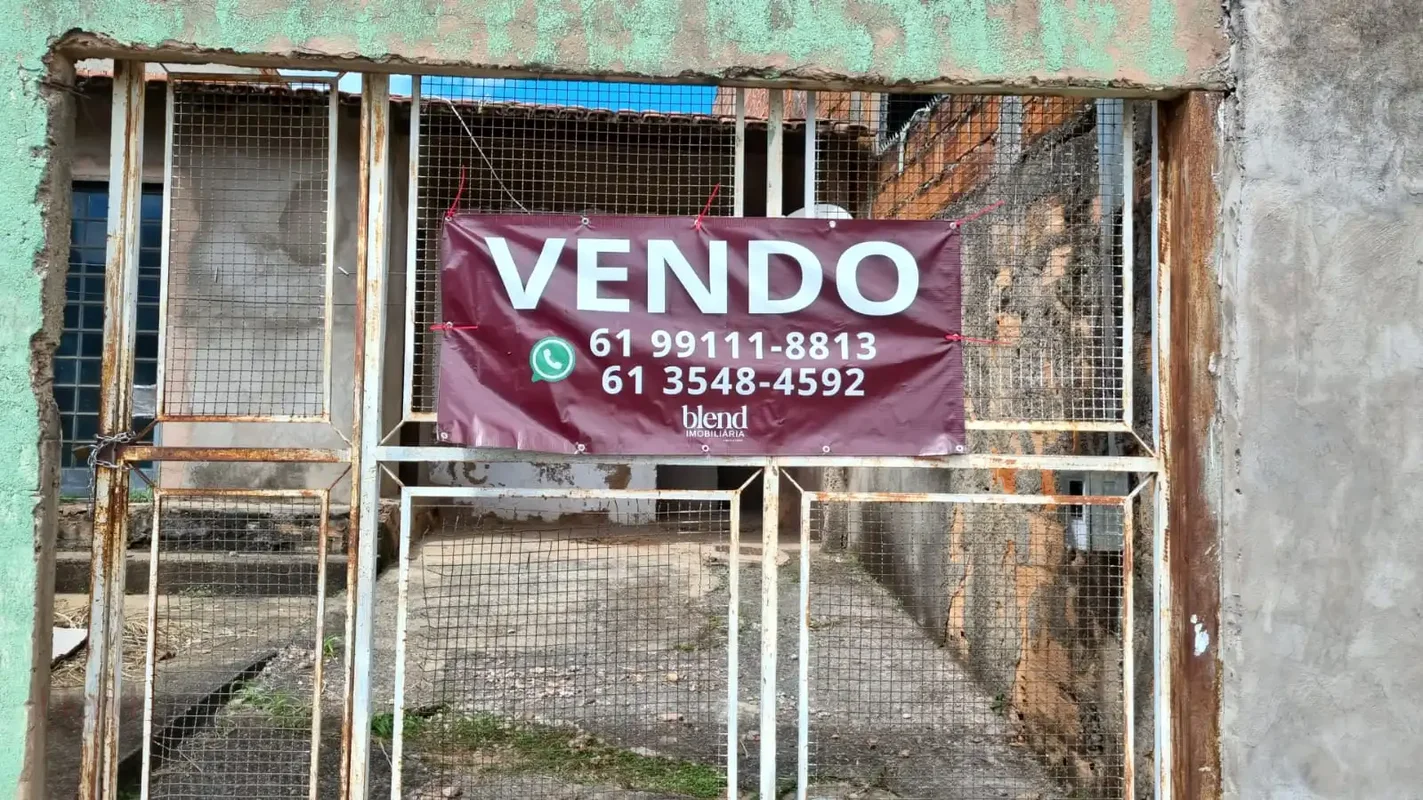 VENDO
61 99111-8813
61 3548-4592
blend
IMOBILIÁRIA